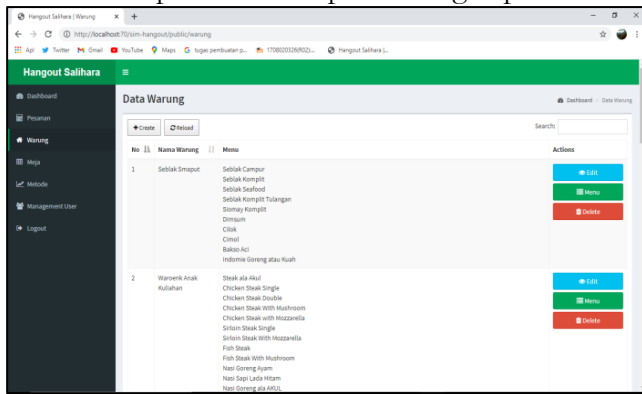 Hangout Salihara | Warung
http://localhost:70/sim-hangout/public/warung
Apl Twitter Gmail YouTube Maps tugas pembuatan p... 1708020326(R02)... Hangout Salihara |...
Hangout Salihara
Dashboard
Pesanan
Warung
Meja
Metode
Management User
Logout
Data Warung
Dashboard > Data Warung
+ Create Reload Search:
No Nama Warung Menu Actions
1 Seblak Smaput Seblak Campur
Seblak Komplit
Seblak Seafood
Seblak Komplit Tulangan
Siomay Komplit
Dimsum
Cilok
Cimol
Bakso Aci
Indomie Goreng atau Kuah
Edit
Menu
Delete
2 Waroenk Anak Kuliahan Steak ala Akul
Chicken Steak Single
Chicken Steak Double
Chicken Steak With Mushroom
Chicken Steak with Mozzarella
Sirloin Steak Single
Sirloin Steak With Mozzarella
Fish Steak
Fish Steak With Mushroom
Nasi Goreng Ayam
Nasi Sapi Lada Hitam
Nasi Goreng ala AKUL
Edit
Menu
Delete